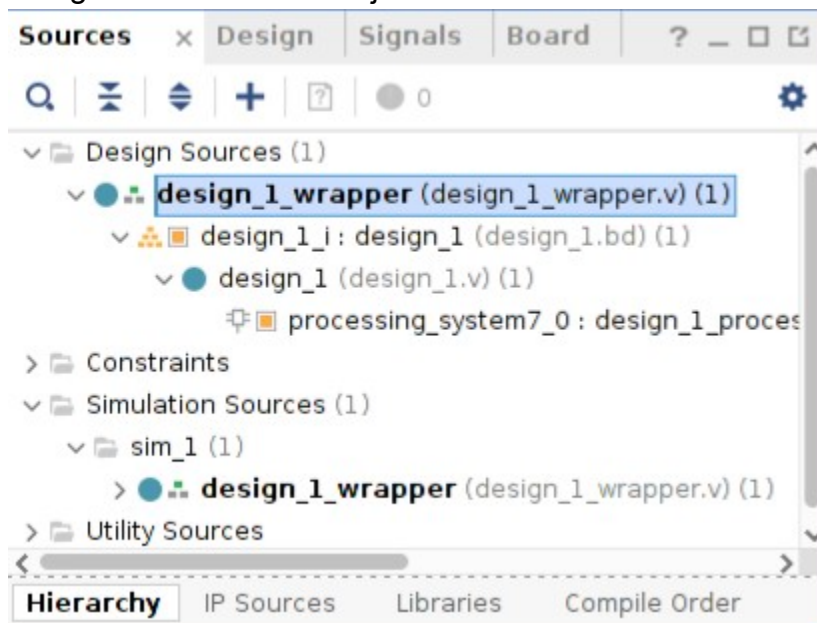 Sources × Design Signals Board ? _
0
Design Sources (1)
design_1_wrapper (design_1_wrapper.v) (1)
design_1_i : design_1 (design_1.bd) (1)
design_1 (design_1.v) (1)
processing_system7_0 : design_1_proces
Constraints
Simulation Sources (1)
sim_1 (1)
design_1_wrapper (design_1_wrapper.v) (1)
Utility Sources
Hierarchy IP Sources Libraries Compile Order